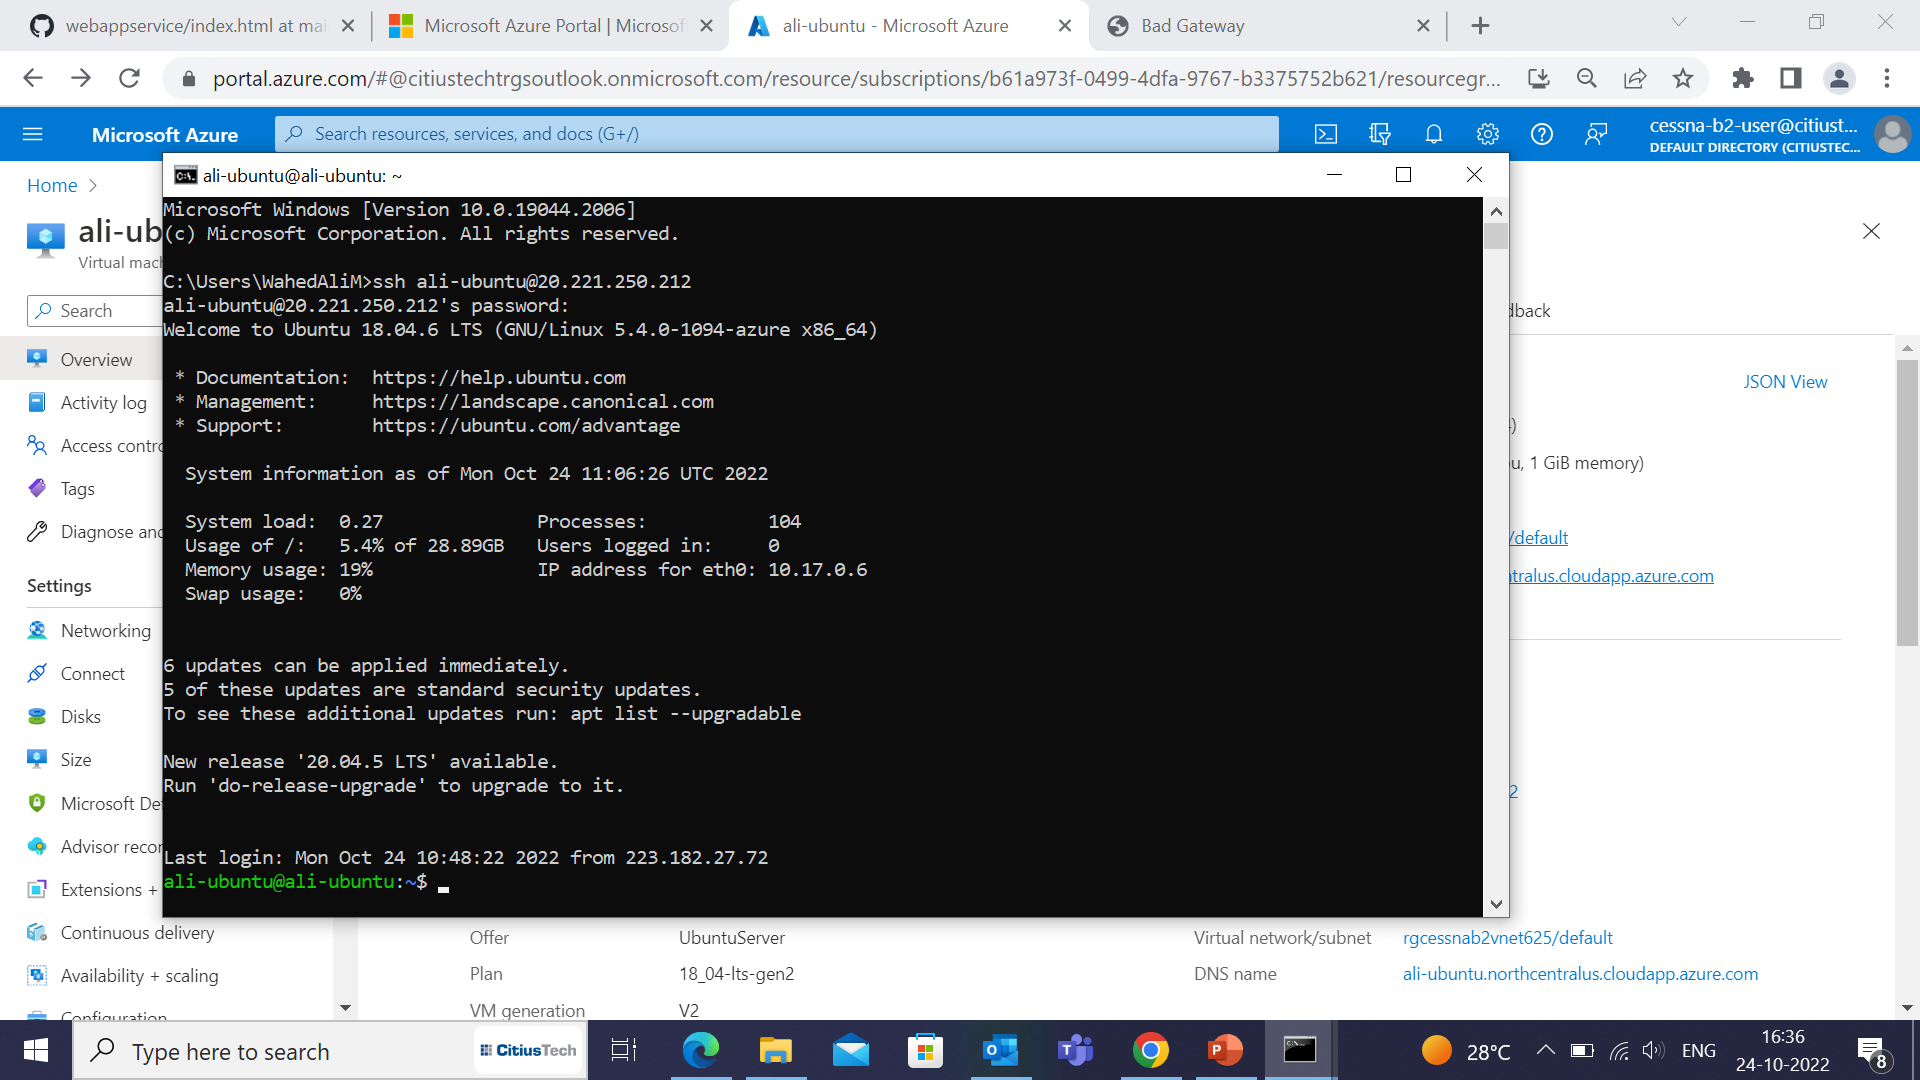 webappservice/index.html at mai
Microsoft Azure Portal | Microsof
ali-ubuntu - Microsoft Azure
Bad Gateway
portal.azure.com/#@citiustechtrgsoutlook.onmicrosoft.com/resource/subscriptions/b61a973f-0499-4dfa-9767-b3375752b621/resourcegr...
Microsoft Azure
Search resources, services, and docs (G+/)
cessna-b2-user@citiust...
DEFAULT DIRECTORY (CITIUSTEC...
Home
ali-ub
Virtual mach
Search
Overview
Activity log
Access contro
Tags
Diagnose and
Settings
Networking
Connect
Disks
Size
Microsoft De
Advisor recor
Extensions +
Continuous delivery
Availability + scaling
Configuration
ali-ubuntu@ali-ubuntu: ~
Microsoft Windows [Version 10.0.19044.2006]
(c) Microsoft Corporation. All rights reserved.
C:\Users\WahedAliM>ssh ali-ubuntu@20.221.250.212
ali-ubuntu@20.221.250.212's password:
Welcome to Ubuntu 18.04.6 LTS (GNU/Linux 5.4.0-1094-azure x86_64)
* Documentation: https://help.ubuntu.com
* Management: https://landscape.canonical.com
* Support: https://ubuntu.com/advantage
System information as of Mon Oct 24 11:06:26 UTC 2022
System load: 0.27 Processes: 104
Usage of /: 5.4% of 28.89GB Users logged in: 0
Memory usage: 19% IP address for eth0: 10.17.0.6
Swap usage: 0%
6 updates can be applied immediately.
5 of these updates are standard security updates.
To see these additional updates run: apt list --upgradable
New release '20.04.5 LTS' available.
Run 'do-release-upgrade' to upgrade to it.
Last login: Mon Oct 24 10:48:22 2022 from 223.182.27.72
ali-ubuntu@ali-ubuntu:~$
dback
JSON View
u, 1 GiB memory)
/default
tralus.cloudapp.azure.com
2
Offer UbuntuServer
Plan 18_04-lts-gen2
VM generation V2
Virtual network/subnet rgcessnab2vnet625/default
DNS name ali-ubuntu.northcentralus.cloudapp.azure.com
Type here to search
CitiusTech
28°C
ENG
16:36
24-10-2022
8